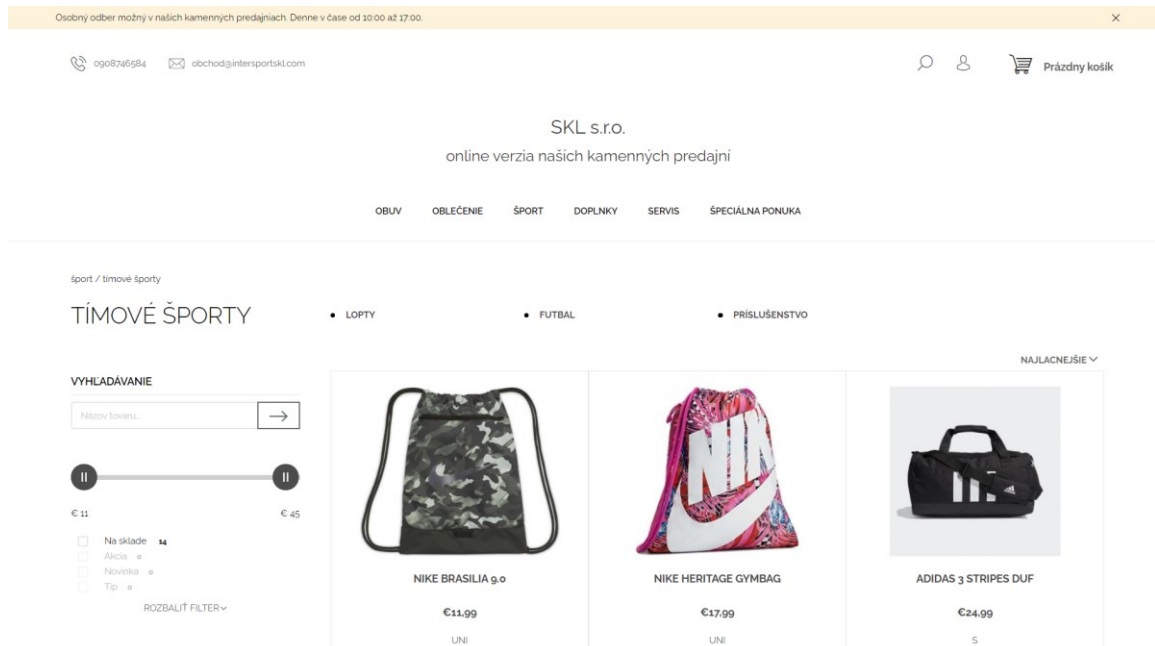 Osobný odber možný v našich kamenných predajniach. Denne v čase od 10:00 až 17:00.
0908746584 obchod@intersportskl.com
Prázdny košík
SKL s.r.o.
online verzia naších kamenných predajní
OBUV OBLEČENIE ŠPORT DOPLNKY SERVIS ŠPECIÁLNA PONUKA
šport / tímové športy
TÍMOVÉ ŠPORTY
LOPTY FUTBAL PRÍSLUŠENSTVO
NAJLACNEJŠIE
VYHĽADÁVANIE
Názov tovaru...
€ 11 € 45
Na sklade 14
Akcia 0
Novinka 0
Tip 0
ROZBALIŤ FILTER
NIK
NIKE BRASILIA 9.0 NIKE HERITAGE GYMBAG ADIDAS 3 STRIPES DUF
€11,99 €17,99 €24,99
UNI UNI S